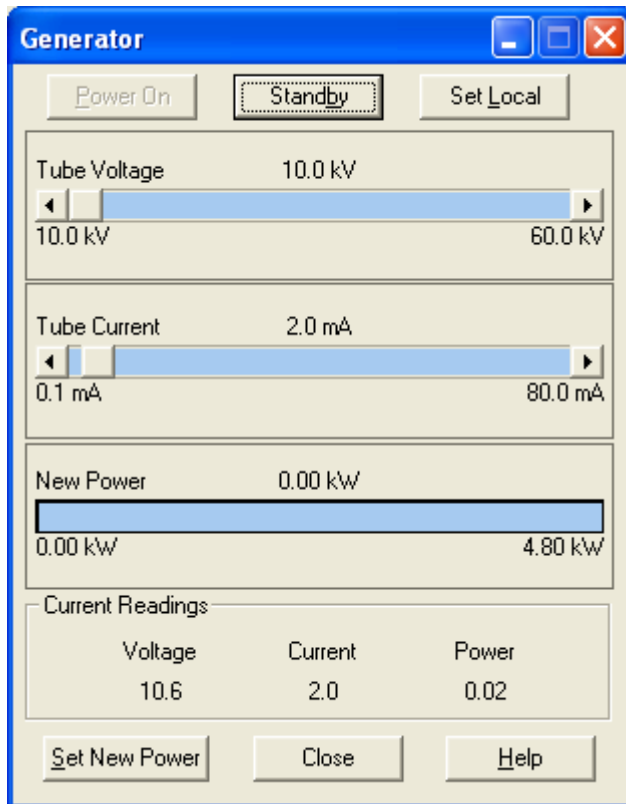 Generator
Power On Standby Set Local
Tube Voltage 10.0 kV
10.0 kV 60.0 kV
Tube Current 2.0 mA
0.1 mA 80.0 mA
New Power 0.00 kW
0.00 kW 4.80 kW
Current Readings
Voltage Current Power
10.6 2.0 0.02
Set New Power Close Help